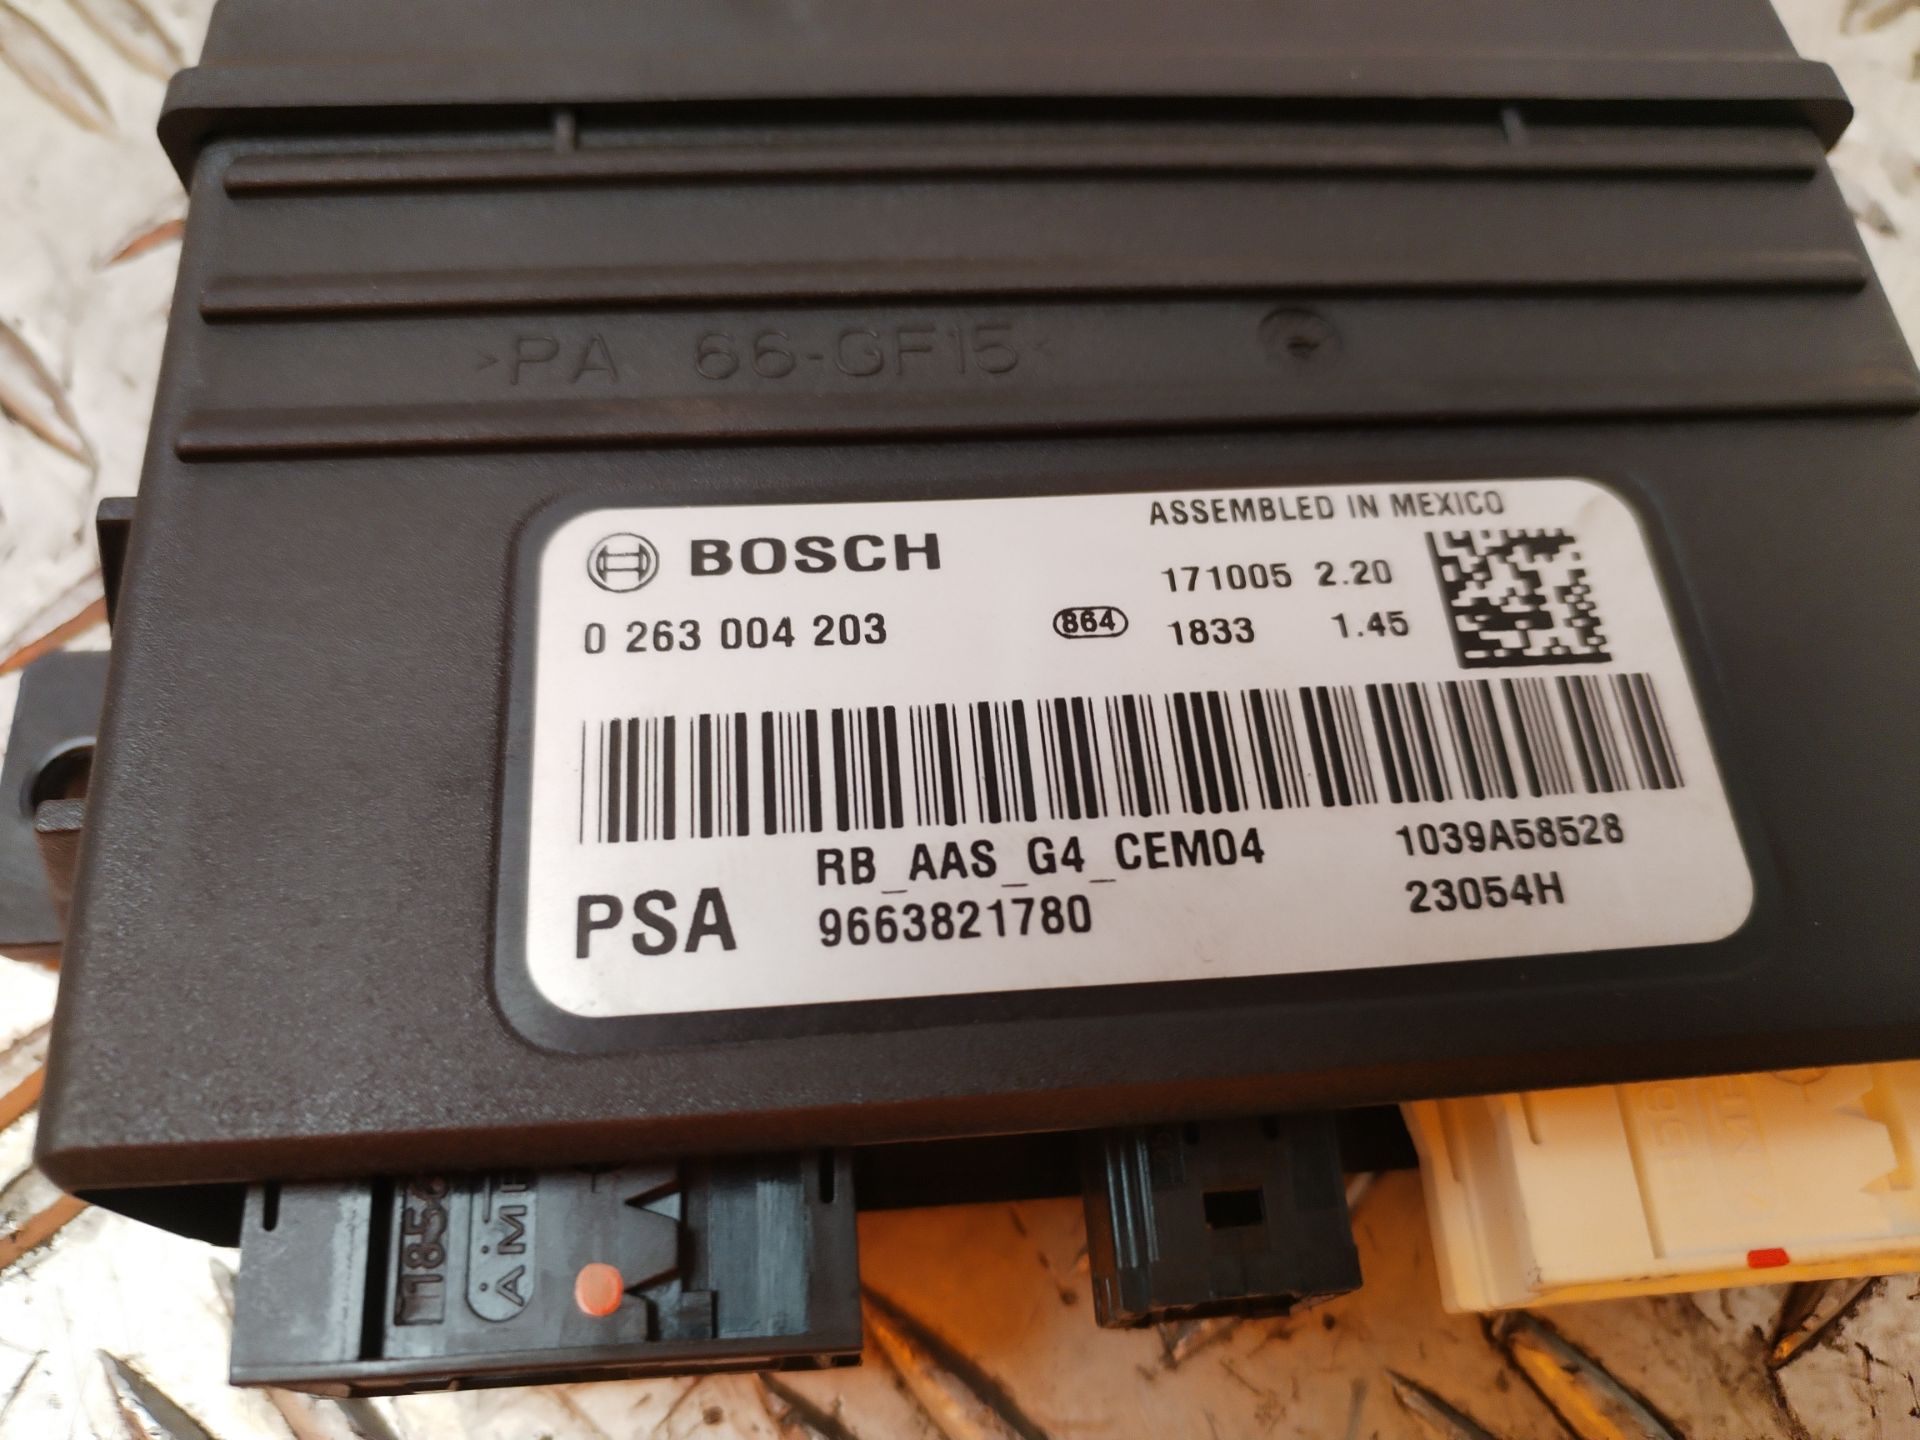 >PA 66-GF15<
ASSEMBLED IN MEXICO
BOSCH
171005 2.20
0 263 004 203
864
1833 1.45
RB_AAS_G4_CEM04
1039A58528
PSA
9663821780
23054H